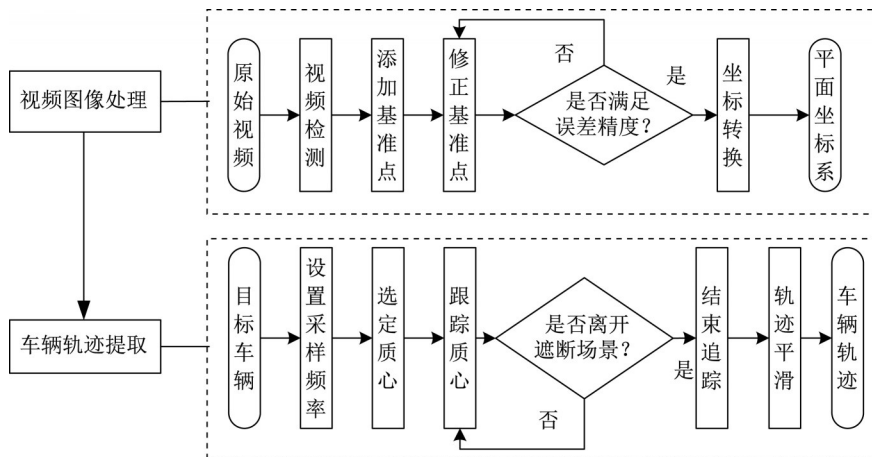 视频图像处理
原始视频
视频检测
添加基准点
修正基准点
否
是否满足
误差精度？
是
坐标转换
平面坐标系
车辆轨迹提取
目标车辆
设置采样频率
选定质心
跟踪质心
是否离开
遮断场景？
否
是
结束追踪
轨迹平滑
车辆轨迹